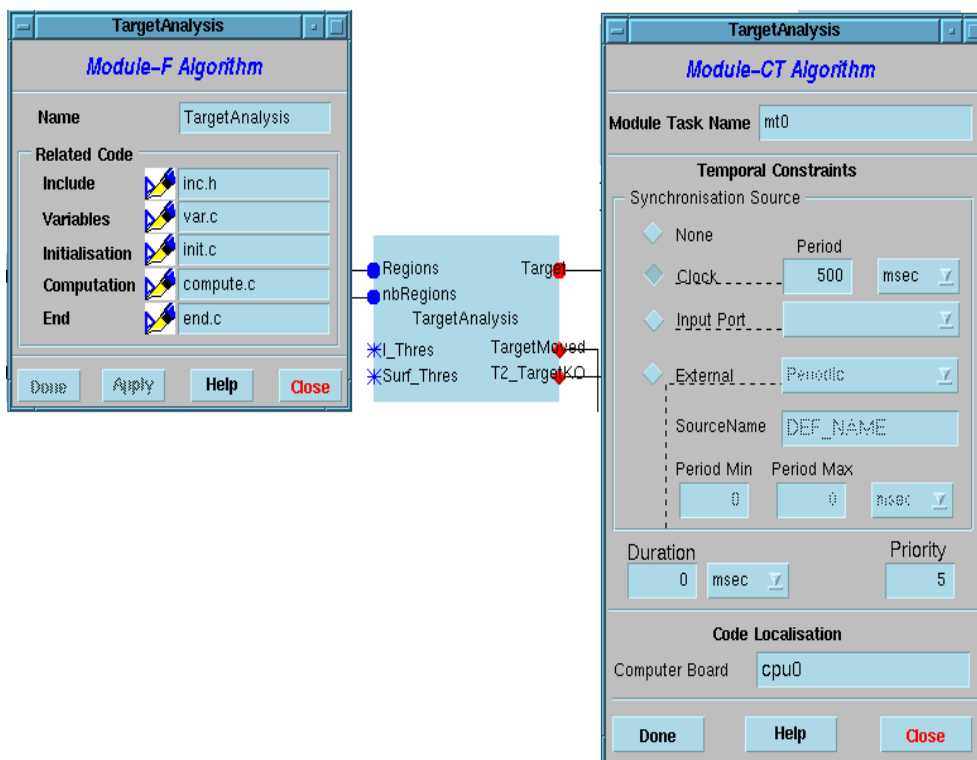 TargetAnalysis
Module-F Algorithm
Name TargetAnalysis
Related Code
Include inc.h
Variables var.c
Initialisation init.c
Computation compute.c
End end.c
Done Apply Help Close
Regions Target
nbRegions
TargetAnalysis
I_Thres TargetMoved
Surf_Thres T2_TargetKO
TargetAnalysis
Module-CT Algorithm
Module Task Name mt0
Temporal Constraints
Synchronisation Source
None
Period
Clock 500 msec
Input Port
External Periodic
SourceName DEF_NAME
Period Min Period Max
0 0 msec
Duration Priority
0 msec 5
Code Localisation
Computer Board cpu0
Done Help Close